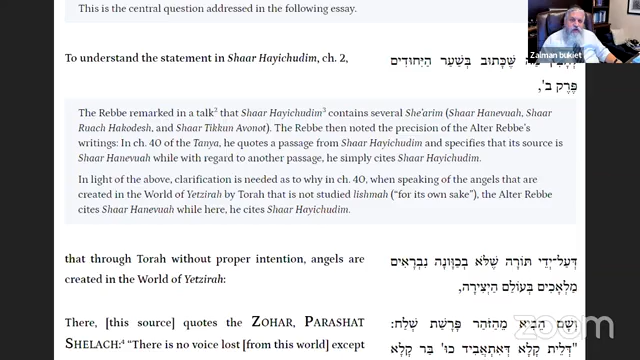 This is the central question addressed in the following essay.
Zalman bukiet
To understand the statement in Shaar Hayichudim, ch. 2,
שֶּׁכָּתוּב בְּשַׁעַר הַיִּחוּדִים
פֶּרֶק ב',
The Rebbe remarked in a talk² that Shaar Hayichudim³ contains several She'arim (Shaar Hanevuah, Shaar
Ruach Hakodesh, and Shaar Tikkun Avonot). The Rebbe then noted the precision of the Alter Rebbe's
writings: In ch. 40 of the Tanya, he quotes a passage from Shaar Hayichudim and specifies that its source is
Shaar Hanevuah while with regard to another passage, he simply cites Shaar Hayichudim.
In light of the above, clarification is needed as to why in ch. 40, when speaking of the angels that are
created in the World of Yetzirah by Torah that is not studied lishmah ("for its own sake"), the Alter Rebbe
cites Shaar Hanevuah while here, he cites Shaar Hayichudim.
that through Torah without proper intention, angels are
created in the World of Yetzirah:
דְּעַל־יְדֵי תּוֹרָה שֶׁלֹּא בְּכַוָּונָה נִבְרָאִים
מַלְאָכִים בְּעוֹלַם הַיְצִירָה,
There, [this source] quotes the ZOHAR, PARASHAT
SHELACH:⁴ "There is no voice lost [from this world] except
וְשָׁם הֵבִיא מֵהַזֹּהַר פָּרָשַׁת שְׁלַח:
"דְּלֵית קָלָא דְּאִתְאֲבִיד כו' בַּר קָלָא
zoom